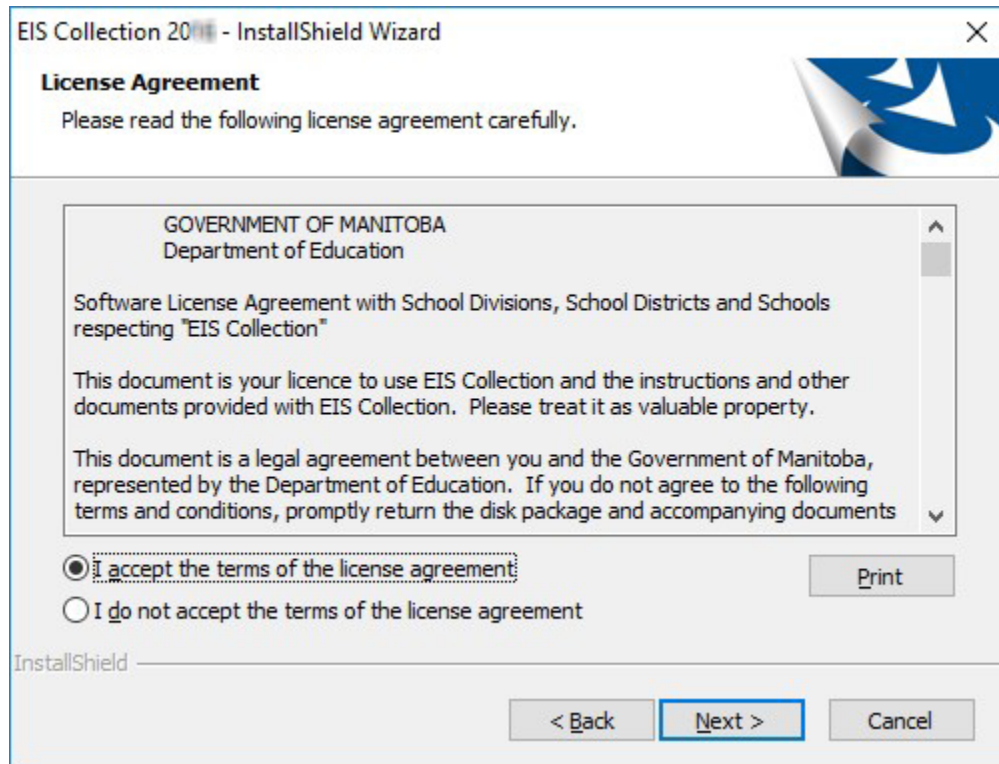 EIS Collection - InstallShield Wizard
License Agreement
Please read the following license agreement carefully.
GOVERNMENT OF MANITOBA
Department of Education
Software License Agreement with School Divisions, School Districts and Schools
respecting "EIS Collection"
This document is your licence to use EIS Collection and the instructions and other
documents provided with EIS Collection.  Please treat it as valuable property.
This document is a legal agreement between you and the Government of Manitoba,
represented by the Department of Education.  If you do not agree to the following
terms and conditions, promptly return the disk package and accompanying documents
I accept the terms of the license agreement
Print
I do not accept the terms of the license agreement
InstallShield
< Back
Next >
Cancel